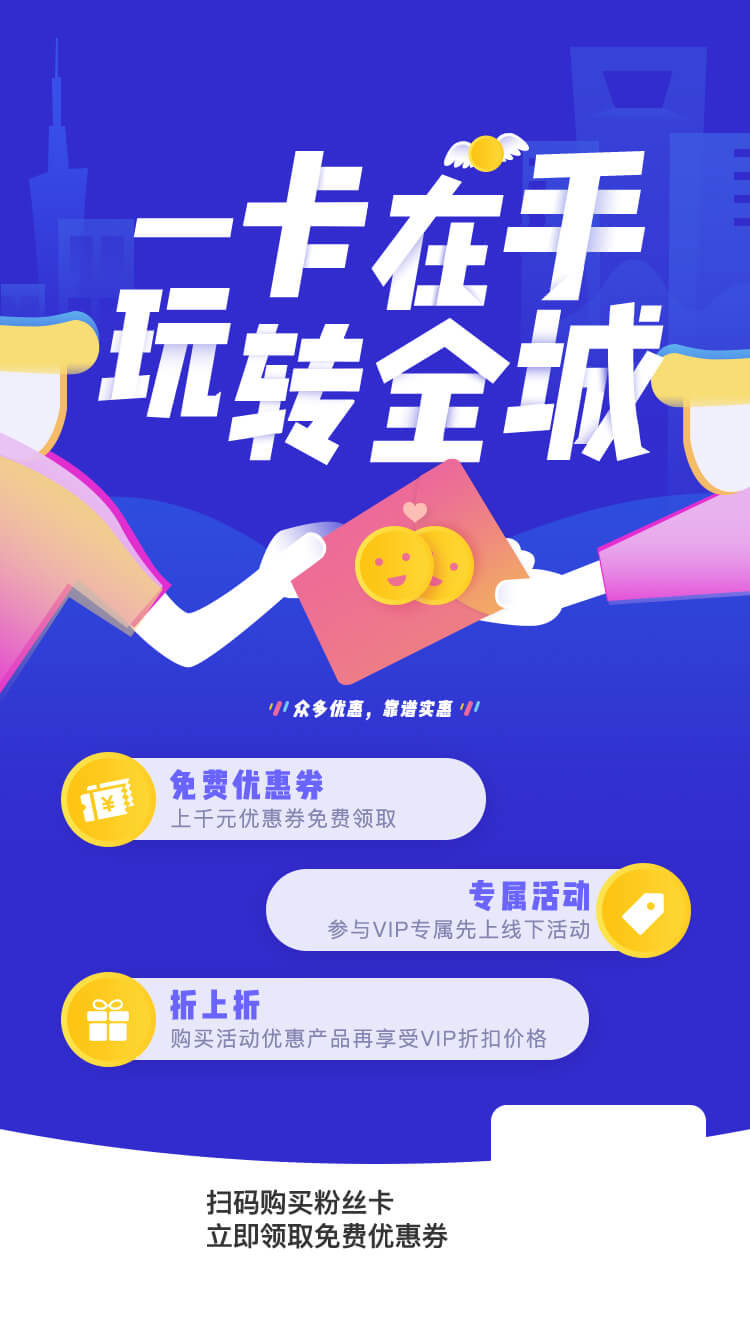 一卡在手
玩转全城
众多优惠，靠谱实惠
免费优惠券
上千元优惠券免费领取
专属活动
参与VIP专属先上线下活动
折上折
购买活动优惠产品再享受VIP折扣价格
扫码购买粉丝卡
立即领取免费优惠券